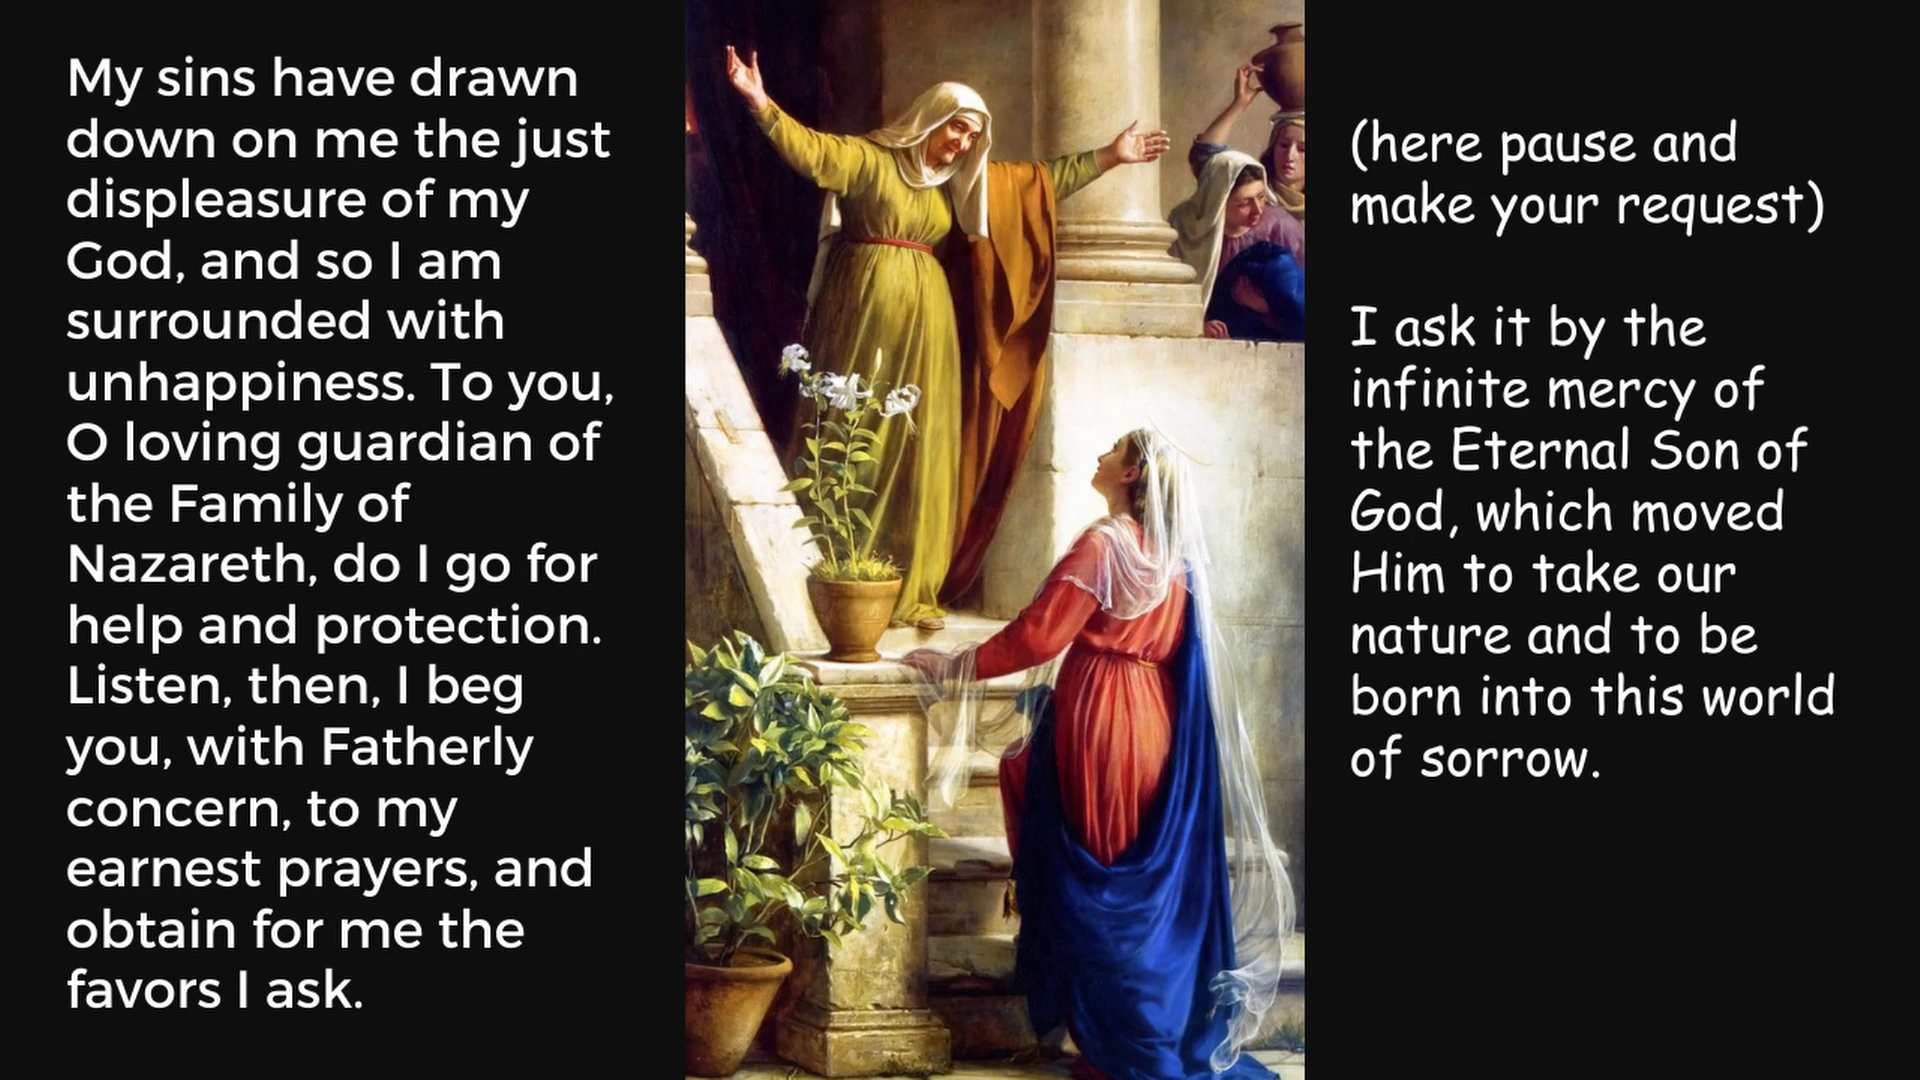 My sins have drawn
down on me the just
displeasure of my
God, and so I am
surrounded with
unhappiness. To you,
O loving guardian of
the Family of
Nazareth, do I go for
help and protection.
Listen, then, I beg
you, with Fatherly
concern, to my
earnest prayers, and
obtain for me the
favors I ask.
(here pause and
make your request)
I ask it by the
infinite mercy of
the Eternal Son of
God, which moved
Him to take our
nature and to be
born into this world
of sorrow.